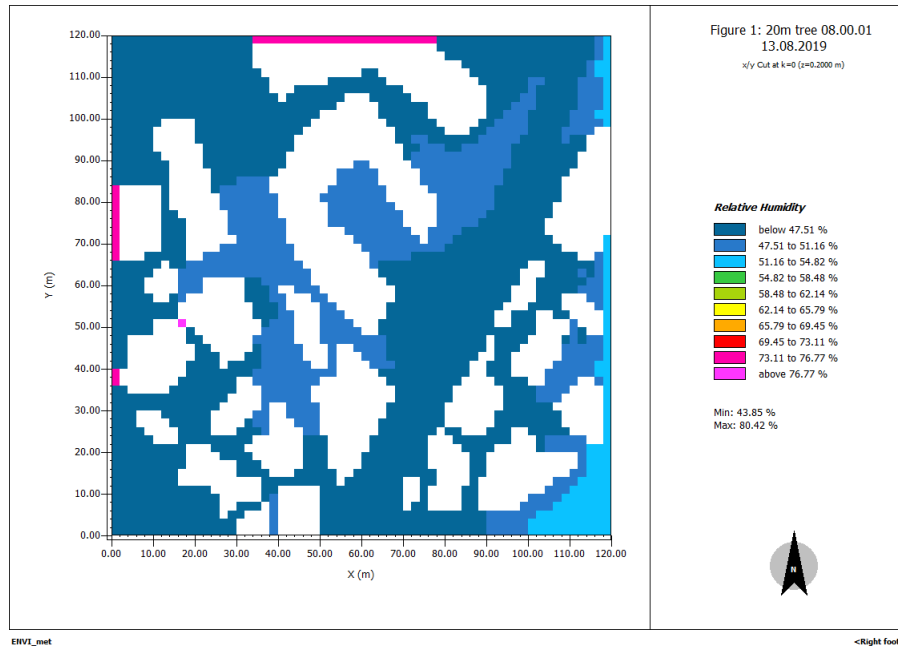 Figure 1: 20m tree 08.00.01
13.08.2019
x/y Cut at k=0 (z=0.2000 m)
120.00
110.00
100.00
90.00
80.00
70.00
60.00
50.00
40.00
30.00
20.00
10.00
0.00
Y (m)
0.00 10.00 20.00 30.00 40.00 50.00 60.00 70.00 80.00 90.00 100.00 110.00 120.00
X (m)
Relative Humidity
below 47.51 %
47.51 to 51.16 %
51.16 to 54.82 %
54.82 to 58.48 %
58.48 to 62.14 %
62.14 to 65.79 %
65.79 to 69.45 %
69.45 to 73.11 %
73.11 to 76.77 %
above 76.77 %
Min: 43.85 %
Max: 80.42 %
N
ENVI_met
<Right foot